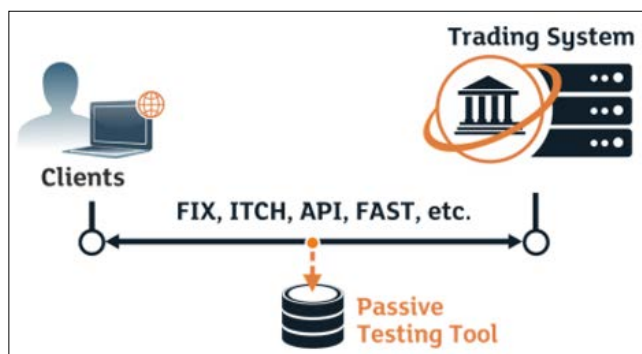 Trading System
Clients
FIX, ITCH, API, FAST, etc.
Passive
Testing Tool